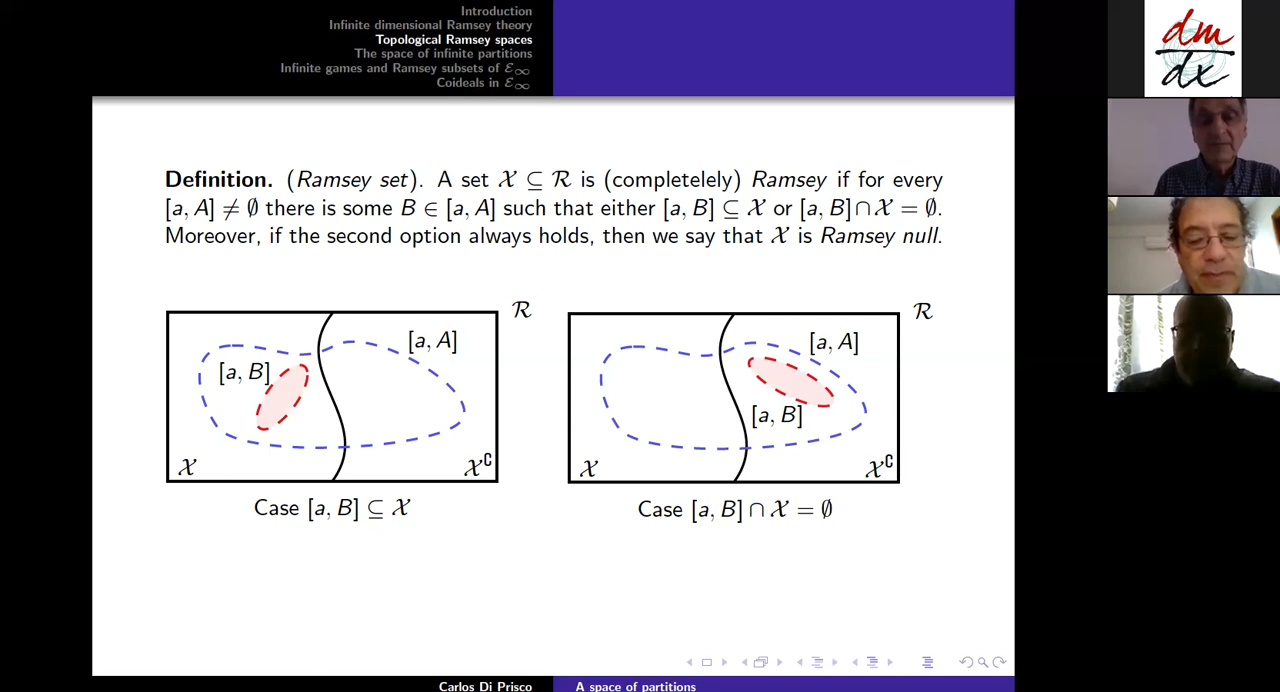 Introduction
Infinite dimensional Ramsey theory
Topological Ramsey spaces
The space of infinite partitions
Infinite games and Ramsey subsets of ℰ∞
Coideals in ℰ∞
dm
dx
Definition. (Ramsey set). A set 𝒳 ⊆ ℛ is (completelely) Ramsey if for every
[a, A] ≠ ∅ there is some B ∈ [a, A] such that either [a, B] ⊆ 𝒳 or [a, B] ∩ 𝒳 = ∅.
Moreover, if the second option always holds, then we say that 𝒳 is Ramsey null.
ℛ
[a, A]
[a, B]
𝒳
𝒳∁
Case [a, B] ⊆ 𝒳
ℛ
[a, A]
[a, B]
𝒳
𝒳∁
Case [a, B] ∩ 𝒳 = ∅
Carlos Di Prisco
A space of partitions